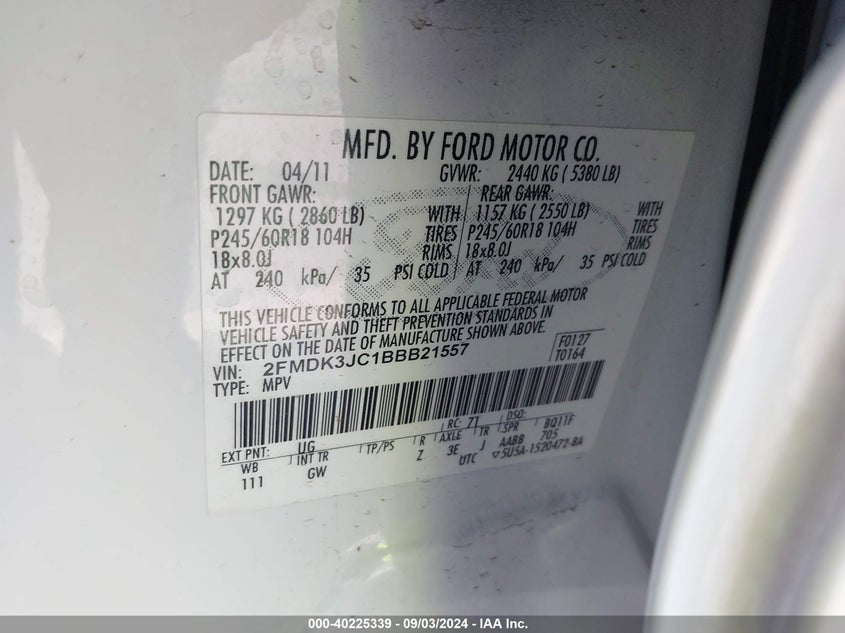 MFD. BY FORD MOTOR CO.
DATE: 04/11 GVWR: 2440 KG ( 5380 LB)
FRONT GAWR: REAR GAWR:
1297 KG ( 2860 LB) WITH 1157 KG ( 2550 LB) WITH
P245/60R18 104H TIRES P245/60R18 104H TIRES
18x8.0J RIMS 18x8.0J RIMS
AT 240 kPa/ 35 PSI COLD AT 240 kPa/ 35 PSI COLD
THIS VEHICLE CONFORMS TO ALL APPLICABLE FEDERAL MOTOR
VEHICLE SAFETY AND THEFT PREVENTION STANDARDS IN
EFFECT ON THE DATE OF MANUFACTURE SHOWN ABOVE.
VIN: 2FMDK3JC1BBB21557 F0127
TYPE: MPV T0164
EXT PNT: UG RC: 71 DSO:
WB INT TR TP/PS R AXLE TR SPR BQ11F
111 GW Z 3E J AABB 705
UTC 5U5A-1520472-BA
000-40225339 - 09/03/2024 - IAA Inc.